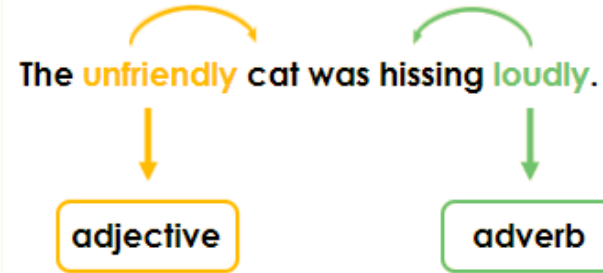 The unfriendly cat was hissing loudly.
adjective adverb